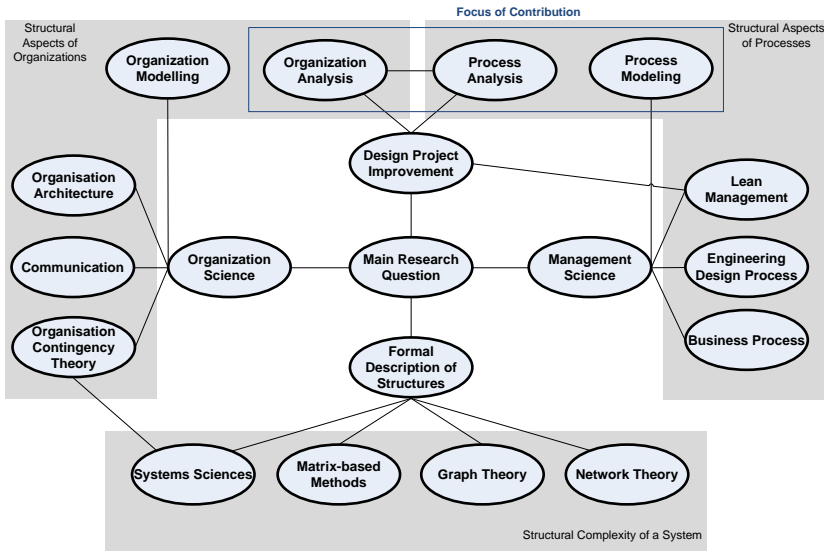 Focus of Contribution
Structural
Aspects of
Organizations
Structural Aspects
of Processes
Organization
Modelling
Organization
Analysis
Process
Analysis
Process
Modeling
Design Project
Improvement
Organisation
Architecture
Lean
Management
Communication
Organization
Science
Main Research
Question
Management
Science
Engineering
Design Process
Organisation
Contingency
Theory
Formal
Description of
Structures
Business Process
Systems Sciences
Matrix-based
Methods
Graph Theory
Network Theory
Structural Complexity of a System